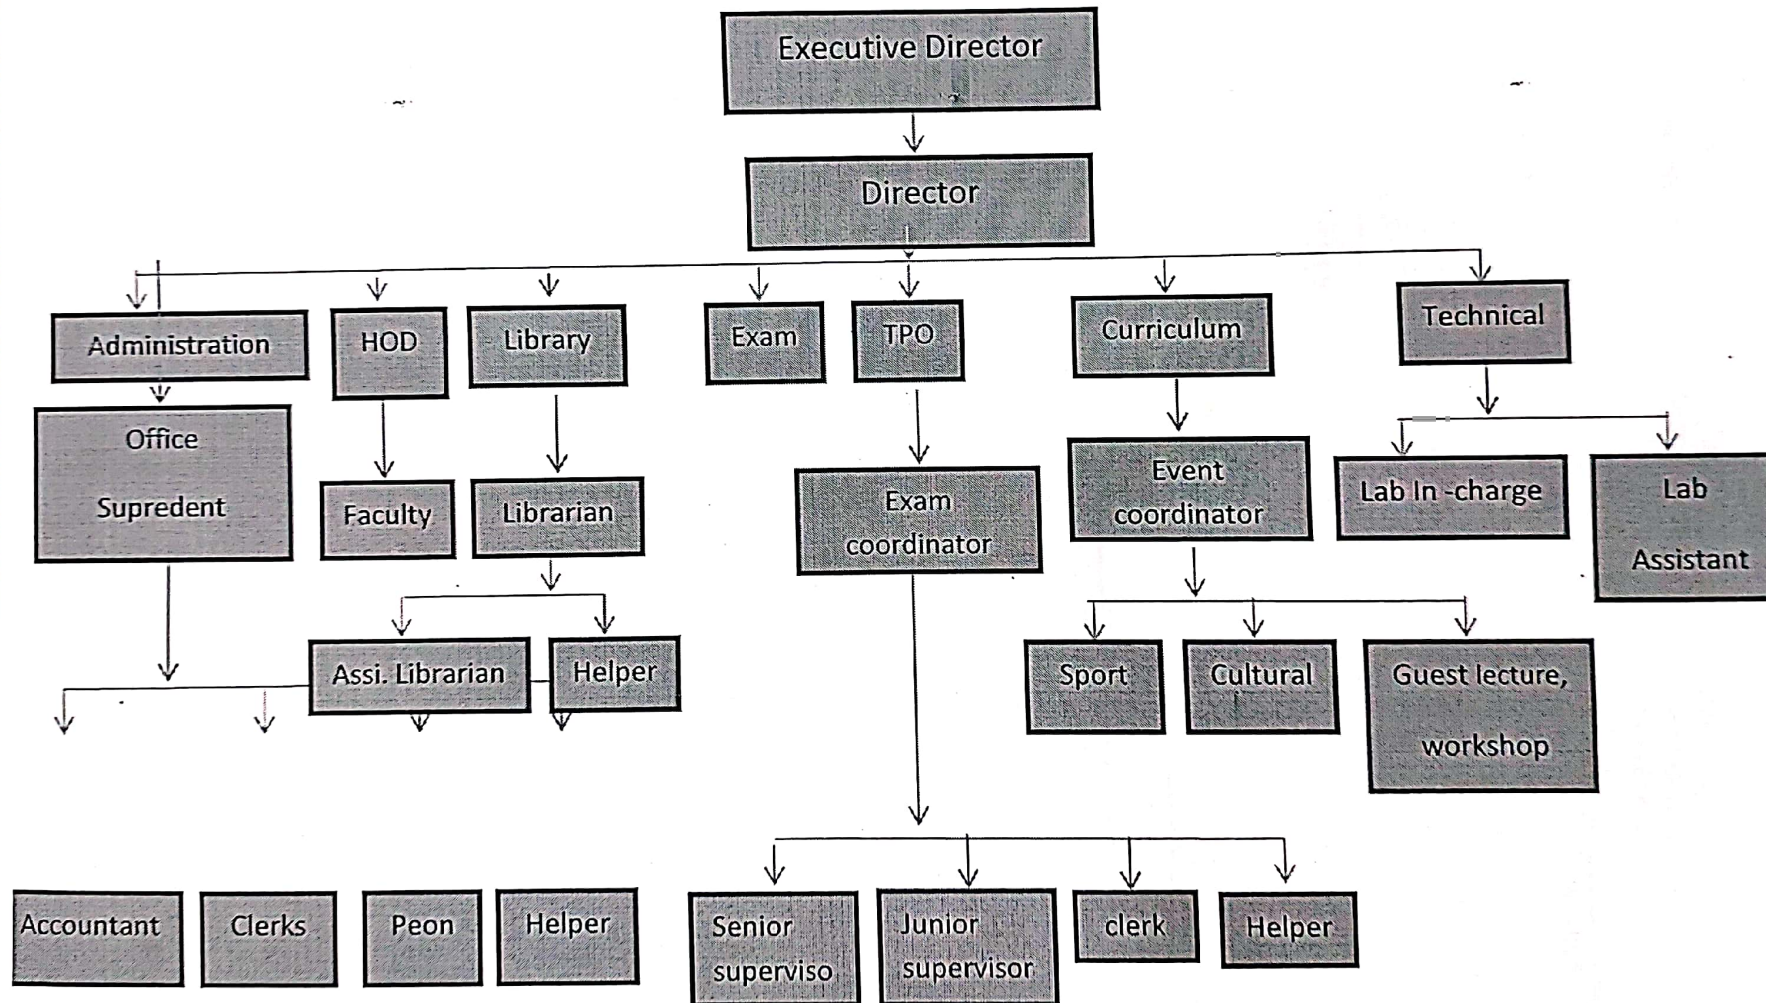 Executive Director
Director
Administration
HOD
Library
Exam
TPO
Curriculum
Technical
Office
Supredent
Faculty
Librarian
Exam
coordinator
Event
coordinator
Lab In -charge
Lab
Assistant
Assi. Librarian
Helper
Sport
Cultural
Guest lecture,
workshop
Accountant
Clerks
Peon
Helper
Senior
superviso
Junior
supervisor
clerk
Helper